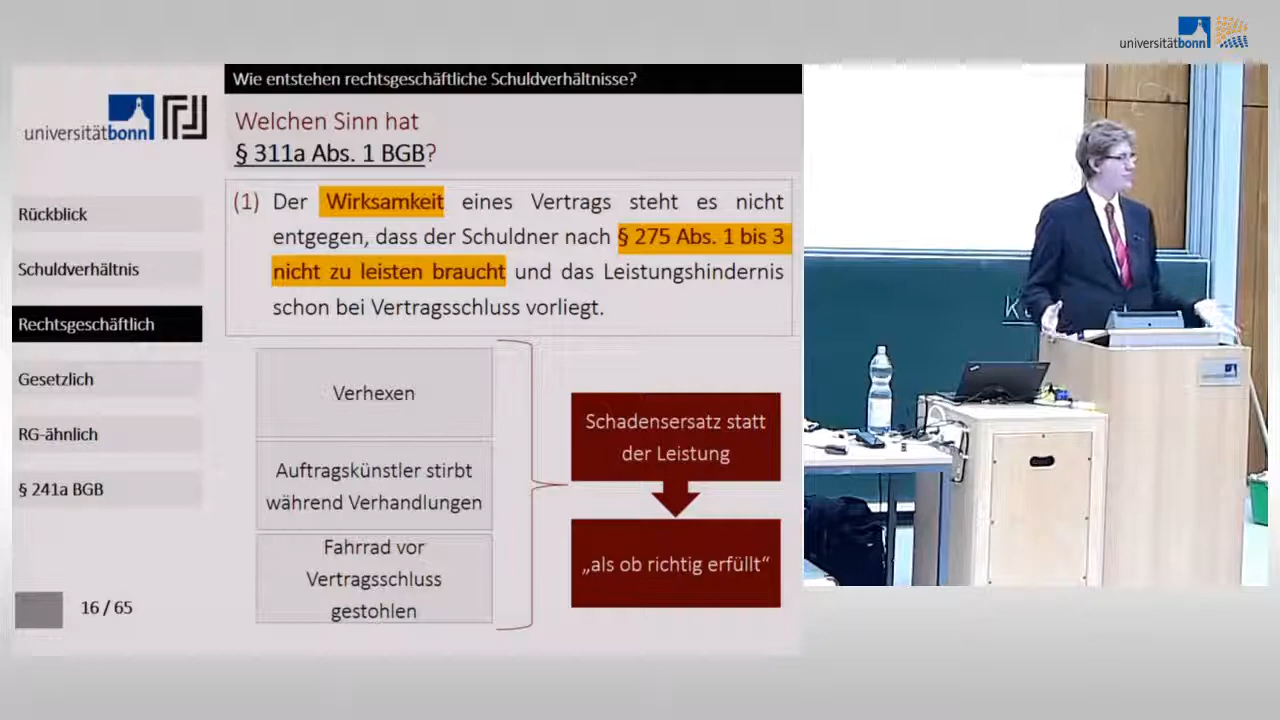 universitätbonn
Wie entstehen rechtsgeschäftliche Schuldverhältnisse?
universitätbonn
Welchen Sinn hat
§ 311a Abs. 1 BGB?
(1) Der Wirksamkeit eines Vertrags steht es nicht
entgegen, dass der Schuldner nach § 275 Abs. 1 bis 3
nicht zu leisten braucht und das Leistungshindernis
schon bei Vertragsschluss vorliegt.
Rückblick
Schuldverhältnis
Rechtsgeschäftlich
Gesetzlich
RG-ähnlich
§ 241a BGB
16 / 65
Verhexen
Auftragskünstler stirbt
während Verhandlungen
Fahrrad vor
Vertragsschluss
gestohlen
Schadensersatz statt
der Leistung
„als ob richtig erfüllt“